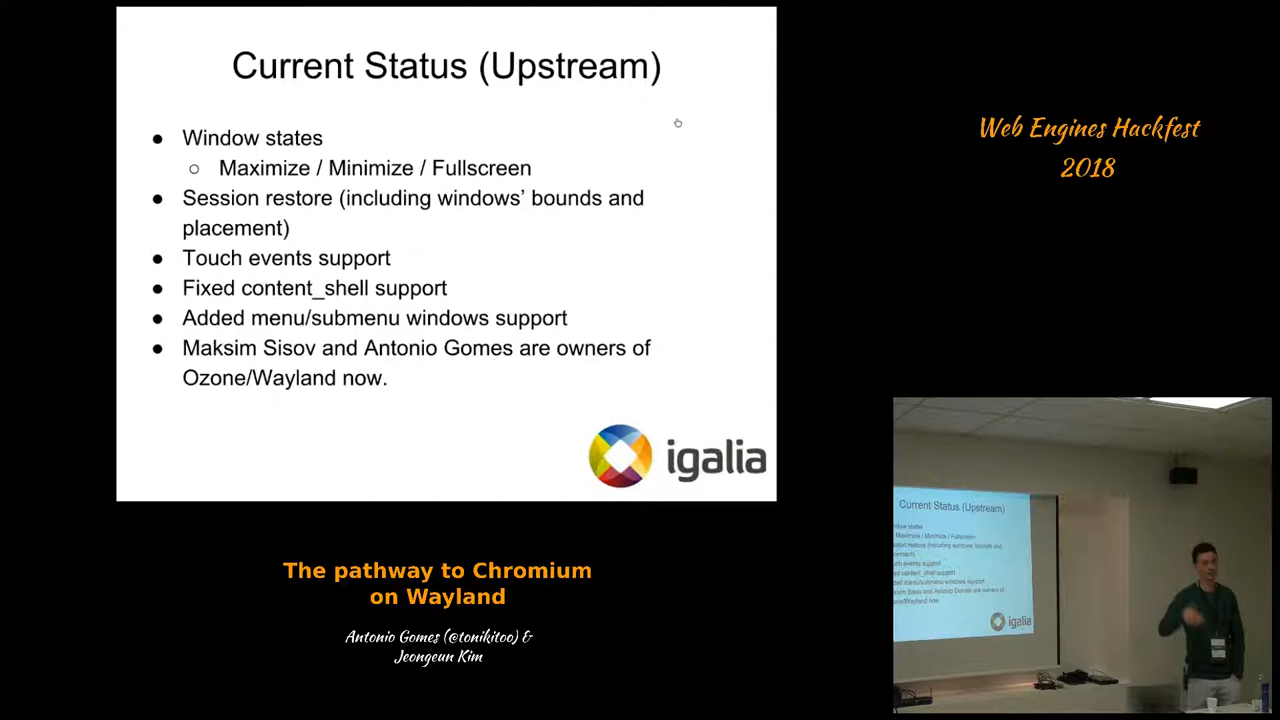 Current Status (Upstream)
● Window states
○ Maximize / Minimize / Fullscreen
● Session restore (including windows’ bounds and
placement)
● Touch events support
● Fixed content_shell support
● Added menu/submenu windows support
● Maksim Sisov and Antonio Gomes are owners of
Ozone/Wayland now.
igalia
Web Engines Hackfest
2018
The pathway to Chromium
on Wayland
Antonio Gomes (@tonikitoo) &
Jeongeun Kim
Current Status (Upstream)
Maximize / Minimize / Fullscreen
igalia